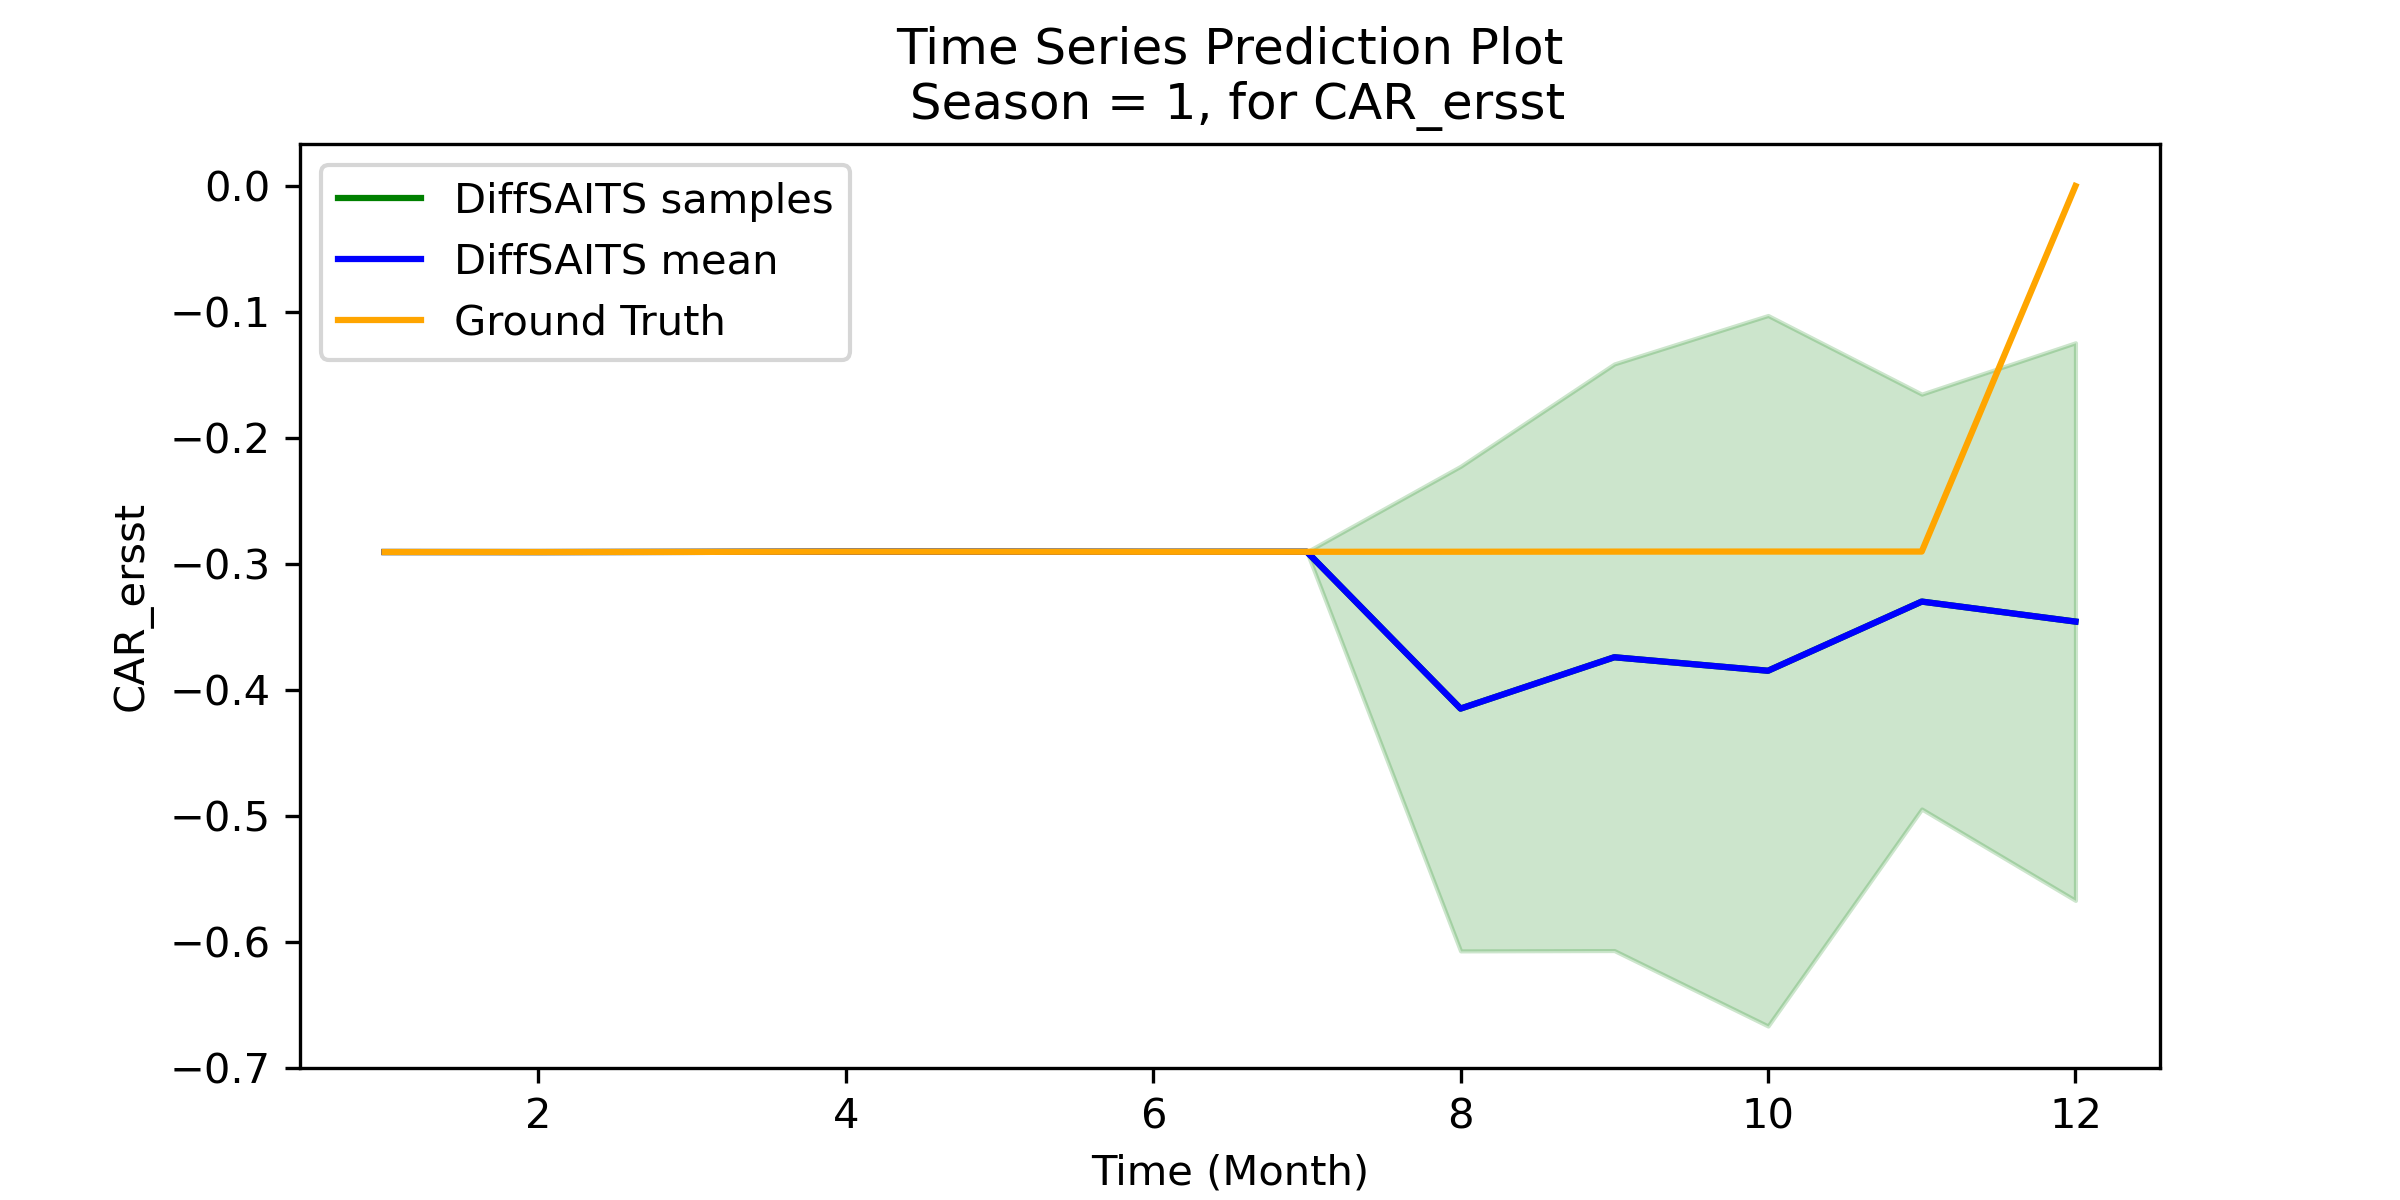 Time Series Prediction Plot
Season = 1, for CAR_ersst
DiffSAITS samples
DiffSAITS mean
Ground Truth
CAR_ersst
0.0
−0.1
−0.2
−0.3
−0.4
−0.5
−0.6
−0.7
2 4 6 8 10 12
Time (Month)